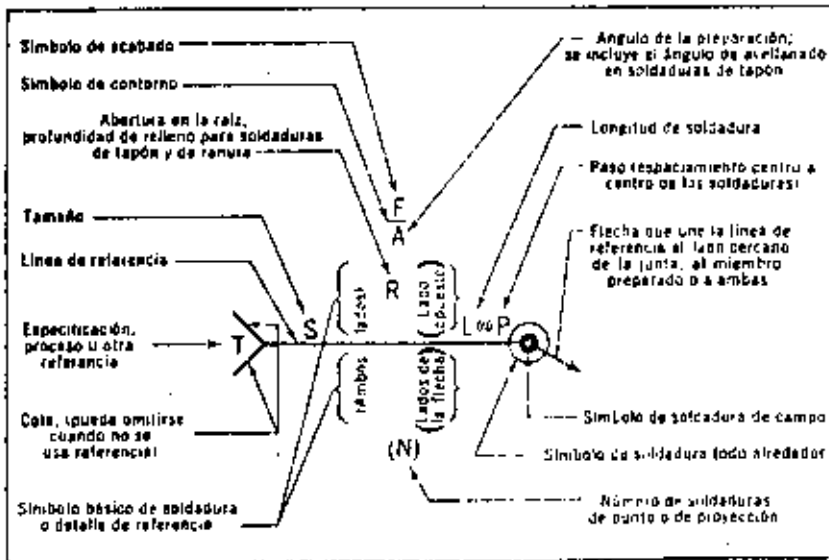 Símbolo de acabado
Símbolo de contorno
Abertura en la raíz,
profundidad de relleno para soldaduras
de tapón y de ranura
Tamaño
Línea de referencia
Especificación,
proceso u otra
referencia
Cola, (puede omitirse
cuando no se
usa referencia)
Símbolo básico de soldadura
o detalle de referencia
F
A
R
S
T
(ambos
lados)
(Lado
opuesto)
(Lados de
la flecha)
L
P
(N)
Angulo de la preparación;
se incluye el ángulo de avellanado
en soldaduras de tapón
Longitud de soldadura
Paso (espaciamiento centro a
centro de las soldaduras)
Flecha que une la línea de
referencia al lado cercano
de la junta, al miembro
preparado o a ambas
Símbolo de soldadura de campo
Símbolo de soldadura todo alrededor
Número de soldaduras
de punto o de proyección